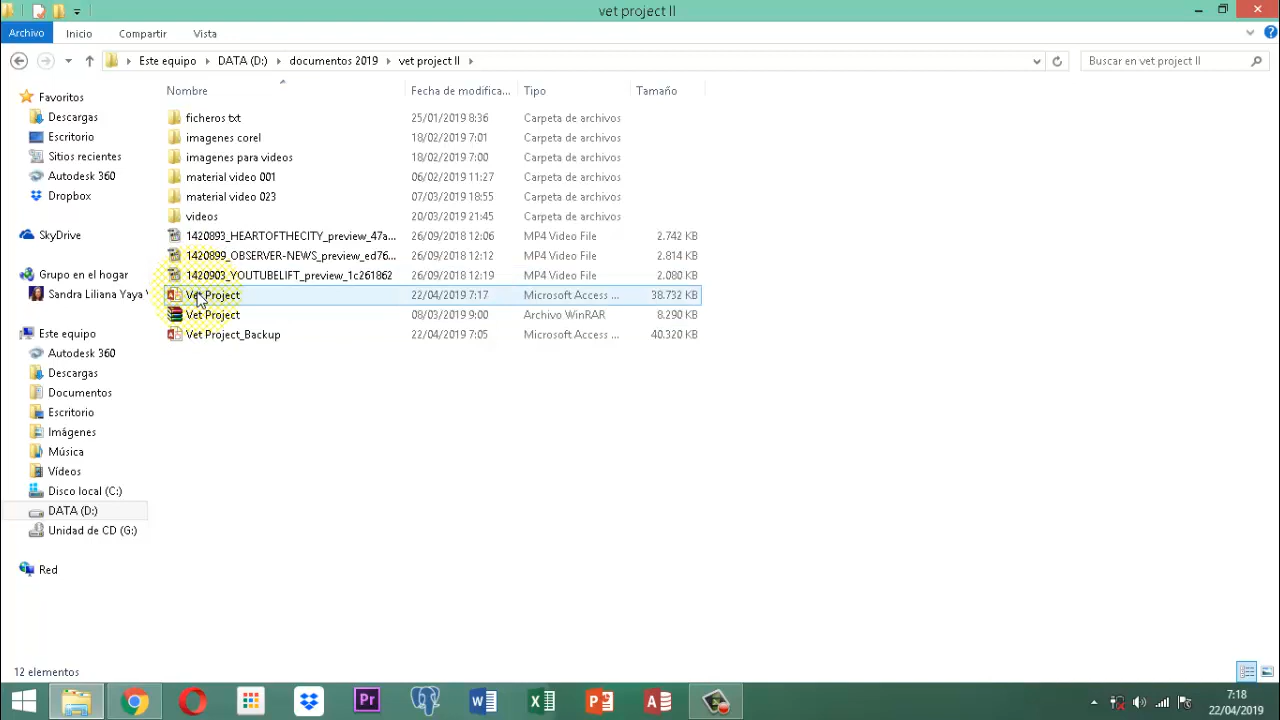 vet project II
Archivo Inicio Compartir Vista
Este equipo DATA (D:) documentos 2019 vet project II Buscar en vet project II
Nombre Fecha de modifica... Tipo Tamaño
ficheros txt 25/01/2019 8:36 Carpeta de archivos
imagenes corel 18/02/2019 7:01 Carpeta de archivos
imagenes para videos 18/02/2019 7:00 Carpeta de archivos
material video 001 06/02/2019 11:27 Carpeta de archivos
material video 023 07/03/2019 18:55 Carpeta de archivos
videos 20/03/2019 21:45 Carpeta de archivos
1420893_HEARTOFTHECITY_preview_47a... 26/09/2018 12:06 MP4 Video File 2.742 KB
1420899_OBSERVER-NEWS_preview_ed76... 26/09/2018 12:12 MP4 Video File 2.814 KB
1420903_YOUTUBELIFT_preview_1c261862 26/09/2018 12:19 MP4 Video File 2.080 KB
Vet Project 22/04/2019 7:17 Microsoft Access ... 38.732 KB
Vet Project 08/03/2019 9:00 Archivo WinRAR 8.290 KB
Vet Project_Backup 22/04/2019 7:05 Microsoft Access ... 40.320 KB
Favoritos
Descargas
Escritorio
Sitios recientes
Autodesk 360
Dropbox
SkyDrive
Grupo en el hogar
Sandra Liliana Yaya
Este equipo
Autodesk 360
Descargas
Documentos
Escritorio
Imágenes
Música
Vídeos
Disco local (C:)
DATA (D:)
Unidad de CD (G:)
Red
12 elementos
Pr
7:18
22/04/2019